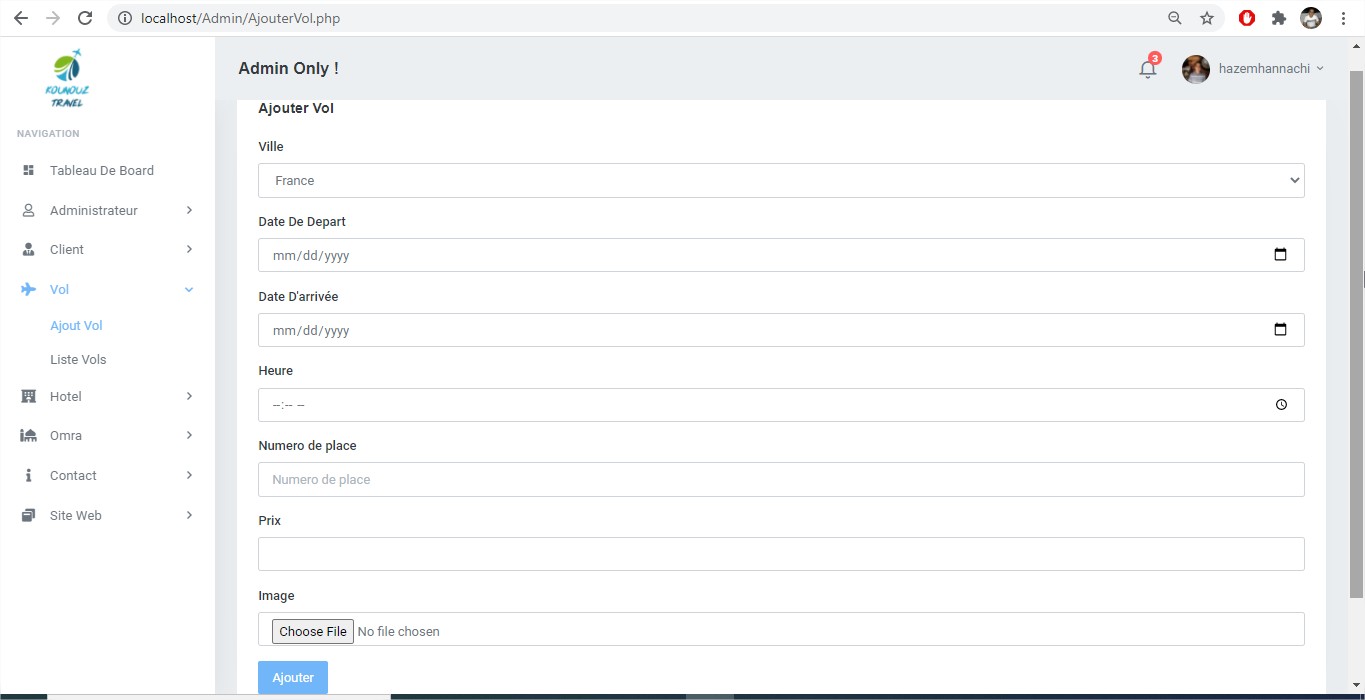 localhost/Admin/AjouterVol.php
KOUNOUZ
TRAVEL
Admin Only !
3
hazemhannachi
NAVIGATION
Tableau De Board
Administrateur
Client
Vol
Ajout Vol
Liste Vols
Hotel
Omra
Contact
Site Web
Ajouter Vol
Ville
France
Date De Depart
mm/dd/yyyy
Date D'arrivée
mm/dd/yyyy
Heure
--:-- --
Numero de place
Numero de place
Prix
Image
Choose File No file chosen
Ajouter